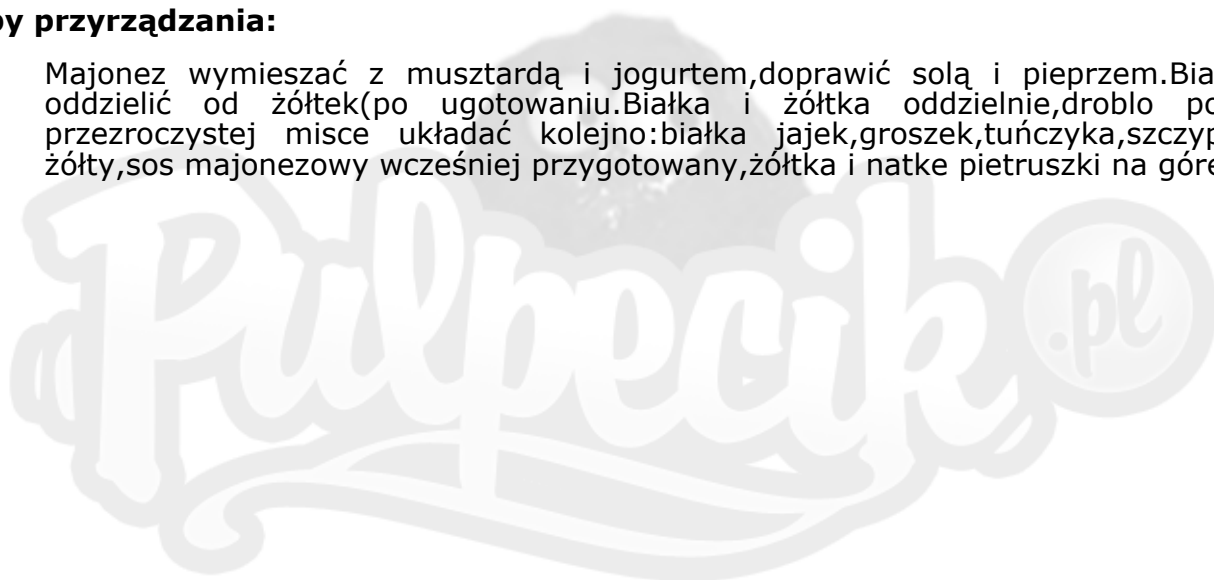 by przyrządzania:
Majonez wymieszać z musztardą i jogurtem,doprawić solą i pieprzem.Bia
oddzielić od żółtek(po ugotowaniu.Białka i żółtka oddzielnie,droblo po
przezroczystej misce układać kolejno:białka jajek,groszek,tuńczyka,szczyp
żółty,sos majonezowy wcześniej przygotowany,żółtka i natke pietruszki na góre
Pulpecik.pl